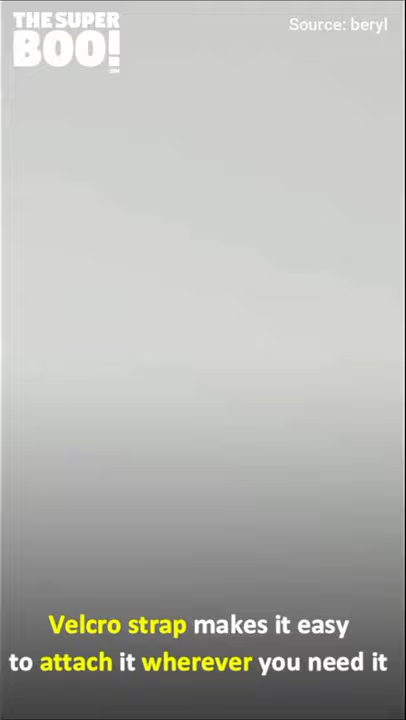 THE SUPER
BOO!
Source: beryl
Velcro strap makes it easy
to attach it wherever you need it